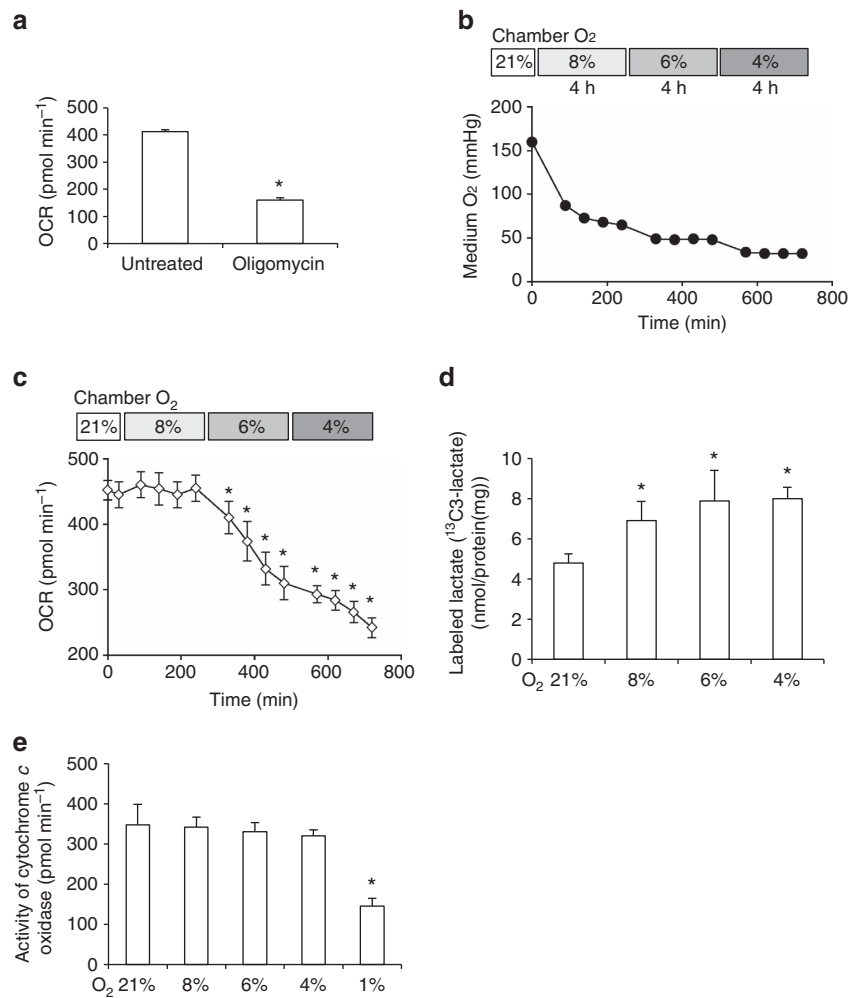 a
500
400
300
200
100
0
OCR (pmol min⁻¹)
*
Untreated Oligomycin
b
Chamber O₂
21% 8% 6% 4%
4 h 4 h 4 h
200
150
100
50
0
Medium O₂ (mmHg)
0 200 400 600 800
Time (min)
c
Chamber O₂
21% 8% 6% 4%
500
400
300
200
OCR (pmol min⁻¹)
* * * * * * * *
0 200 400 600 800
Time (min)
d
10
8
6
4
2
0
Labeled lactate (¹³C3-lactate)
(nmol/protein(mg))
* * *
O₂ 21% 8% 6% 4%
e
500
400
300
200
100
0
Activity of cytochrome c
oxidase (pmol min⁻¹)
*
O₂ 21% 8% 6% 4% 1%